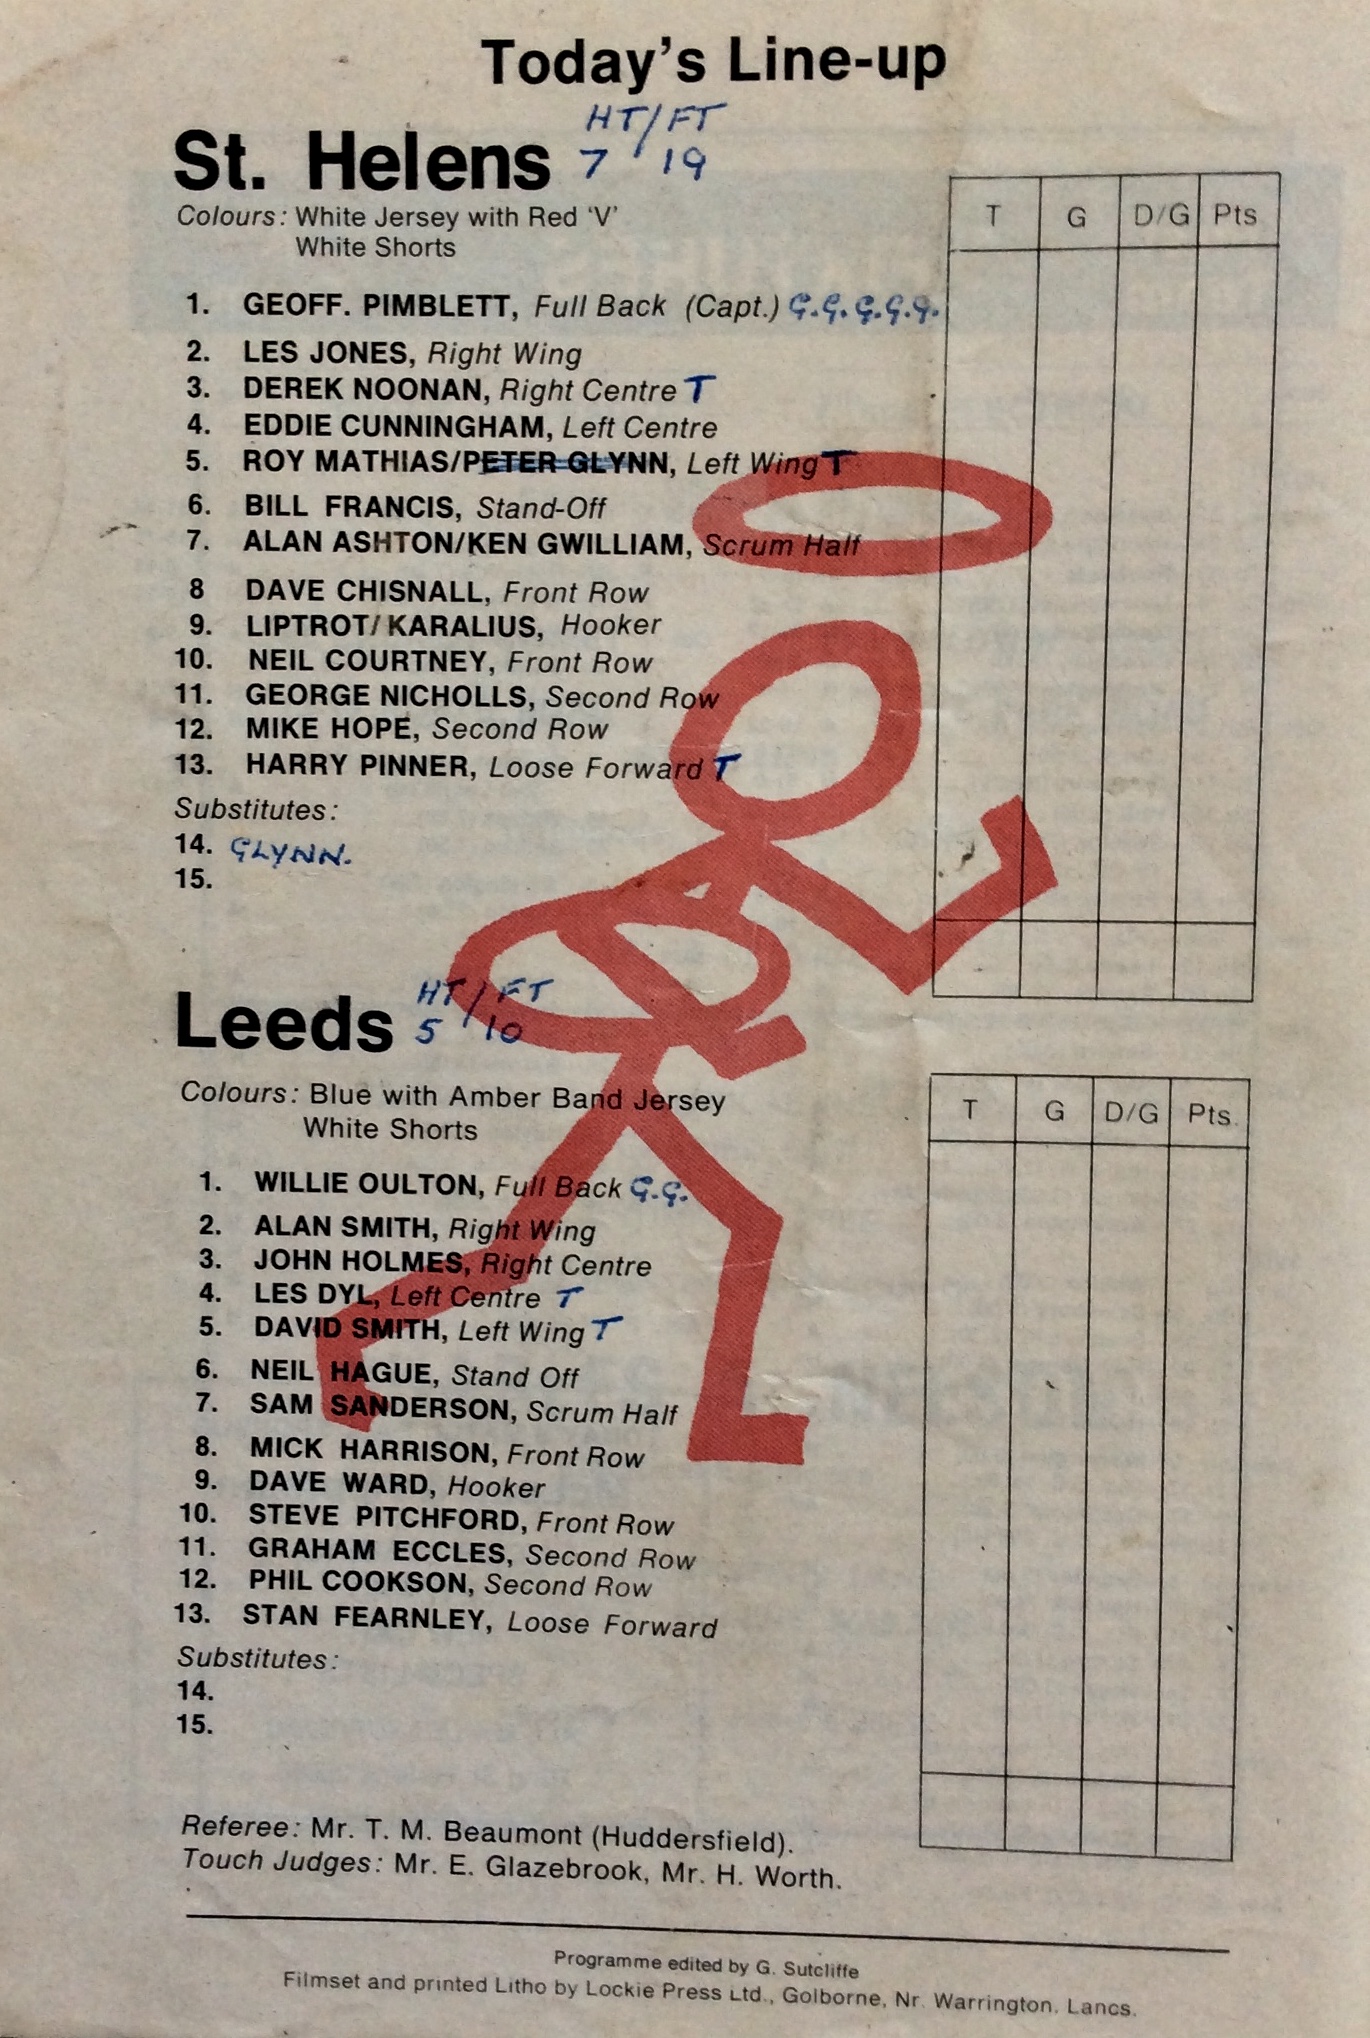 Today's Line-up
HT/FT
St. Helens 7 19
Colours: White Jersey with Red 'V'
White Shorts
T G D/G Pts
1. GEOFF. PIMBLETT, Full Back (Capt.) G.G.G.G.G.
2. LES JONES, Right Wing
3. DEREK NOONAN, Right Centre T
4. EDDIE CUNNINGHAM, Left Centre
5. ROY MATHIAS/PETER GLYNN, Left Wing T
6. BILL FRANCIS, Stand-Off
7. ALAN ASHTON/KEN GWILLIAM, Scrum Half
8 DAVE CHISNALL, Front Row
9. LIPTROT/KARALIUS, Hooker
10. NEIL COURTNEY, Front Row
11. GEORGE NICHOLLS, Second Row
12. MIKE HOPE, Second Row
13. HARRY PINNER, Loose Forward T
Substitutes:
14. GLYNN.
15.
HT/FT
Leeds 5 10
Colours: Blue with Amber Band Jersey
White Shorts
T G D/G Pts.
1. WILLIE OULTON, Full Back G.G.
2. ALAN SMITH, Right Wing
3. JOHN HOLMES, Right Centre
4. LES DYL, Left Centre T
5. DAVID SMITH, Left Wing T
6. NEIL HAGUE, Stand Off
7. SAM SANDERSON, Scrum Half
8. MICK HARRISON, Front Row
9. DAVE WARD, Hooker
10. STEVE PITCHFORD, Front Row
11. GRAHAM ECCLES, Second Row
12. PHIL COOKSON, Second Row
13. STAN FEARNLEY, Loose Forward
Substitutes:
14.
15.
Referee: Mr. T. M. Beaumont (Huddersfield).
Touch Judges: Mr. E. Glazebrook, Mr. H. Worth.
Programme edited by G. Sutcliffe
Filmset and printed Litho by Lockie Press Ltd., Golborne, Nr. Warrington. Lancs.